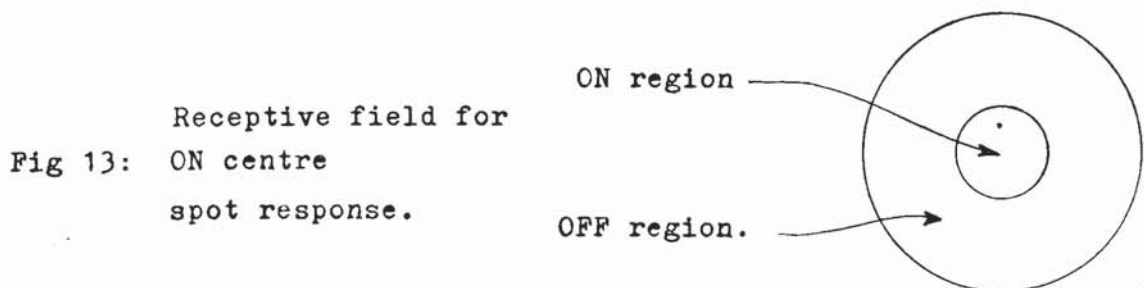 Receptive field for
Fig 13: ON centre
spot response.
ON region
OFF region.